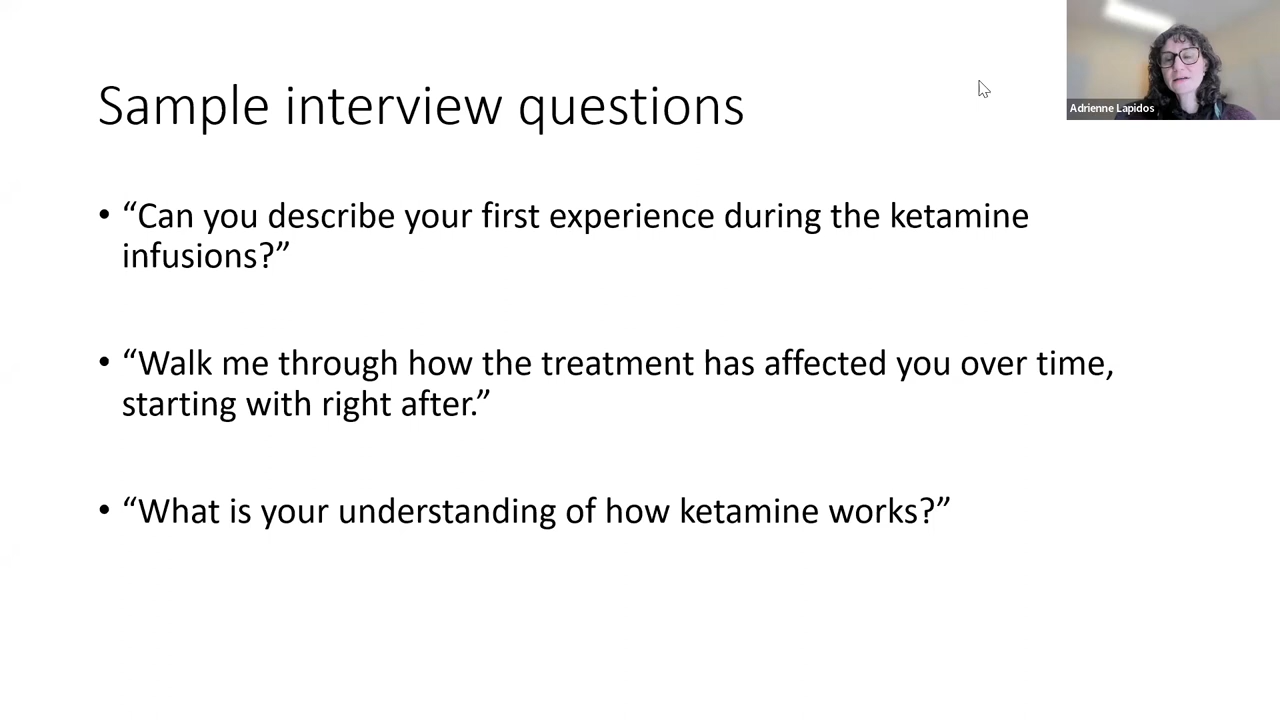 Sample interview questions
Adrienne Lapidos
• “Can you describe your first experience during the ketamine
infusions?”
• “Walk me through how the treatment has affected you over time,
starting with right after.”
• “What is your understanding of how ketamine works?”